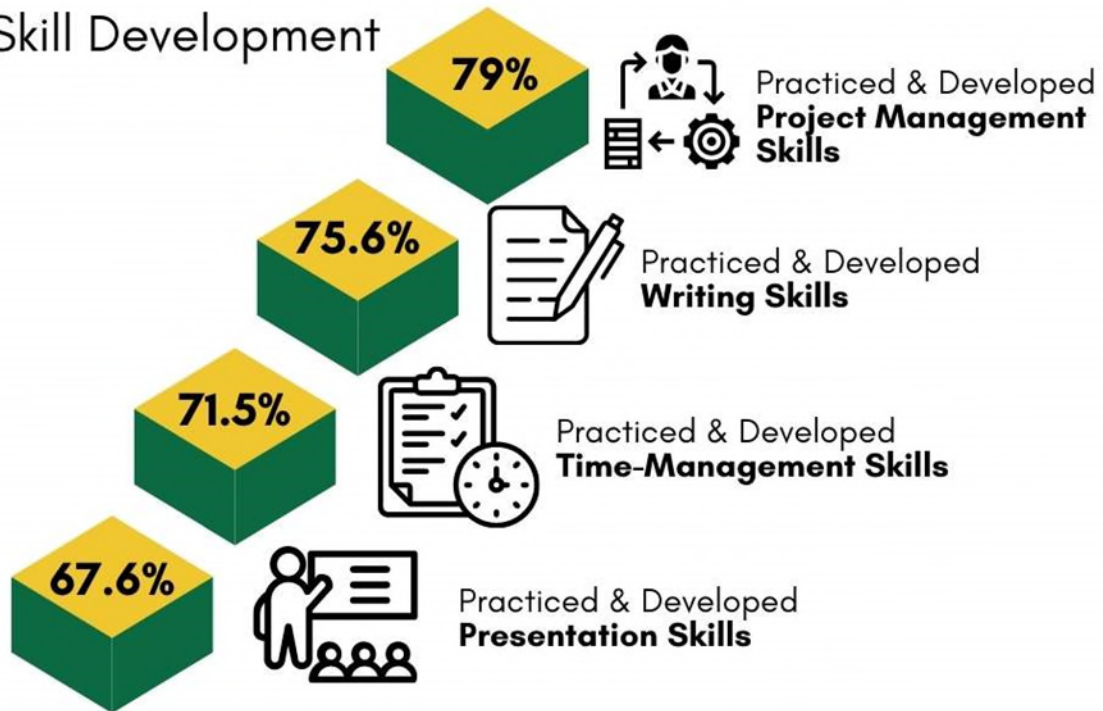 Skill Development
79%
Practiced & Developed
Project Management
Skills
75.6%
Practiced & Developed
Writing Skills
71.5%
Practiced & Developed
Time-Management Skills
67.6%
Practiced & Developed
Presentation Skills